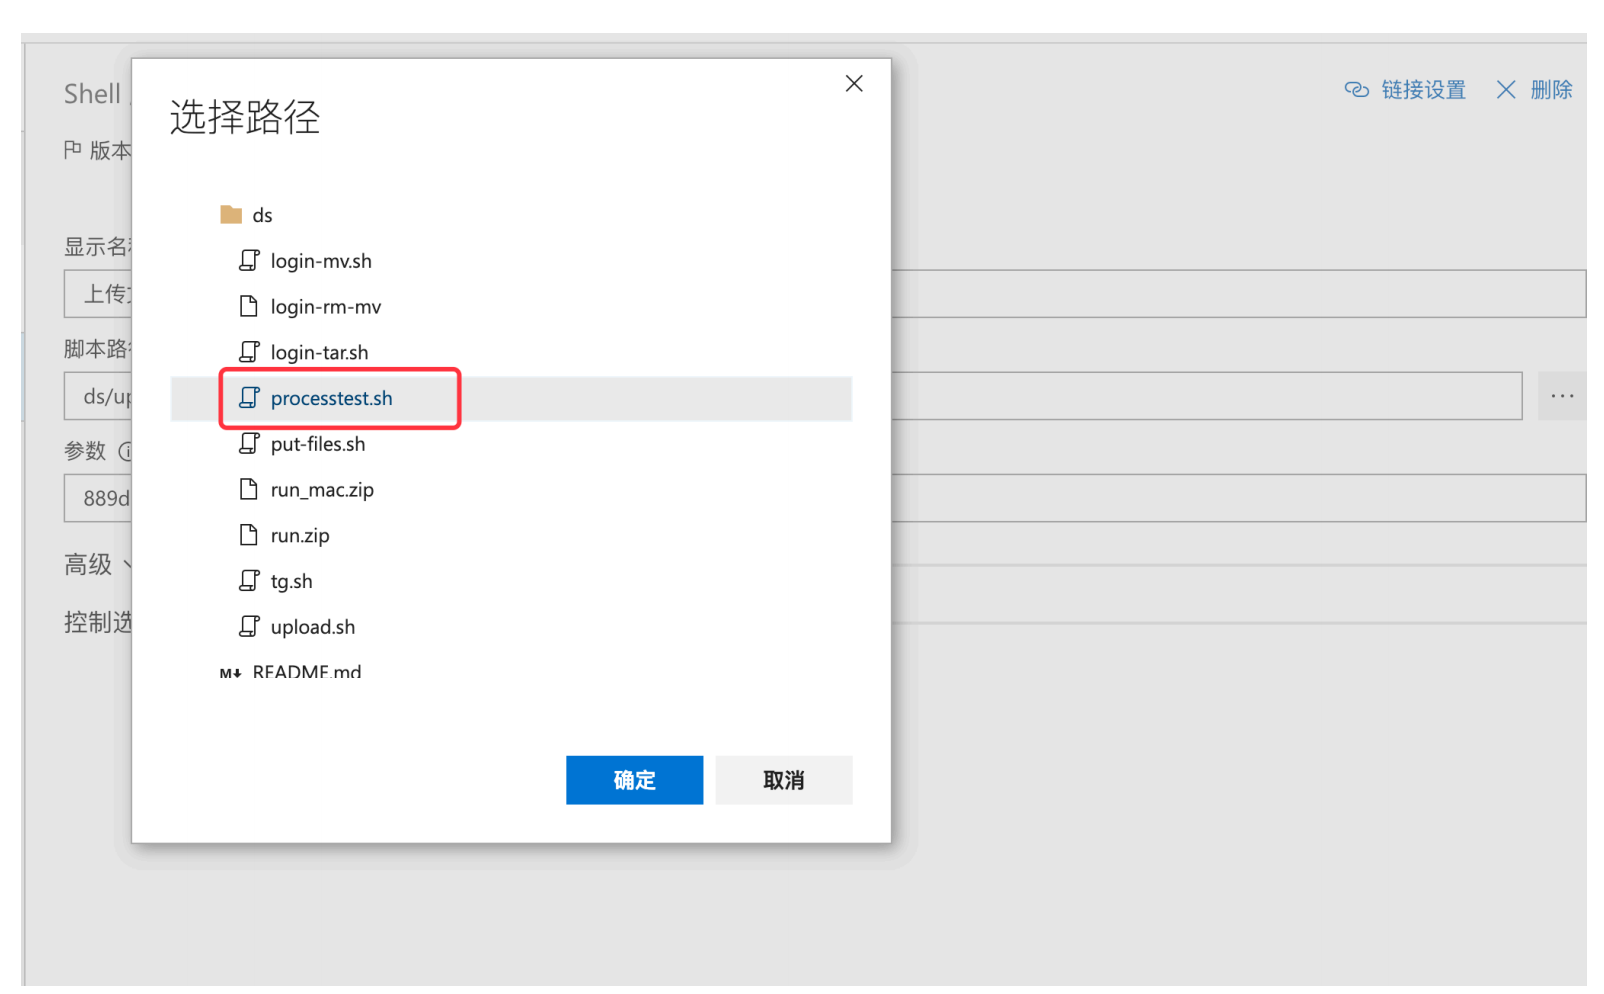 Shell
链接设置
删除
选择路径
版本
ds
login-mv.sh
显示名
上传
login-rm-mv
脚本路
login-tar.sh
ds/up
processtest.sh
...
参数
put-files.sh
889d
run_mac.zip
run.zip
高级
tg.sh
控制选
upload.sh
README.md
确定
取消